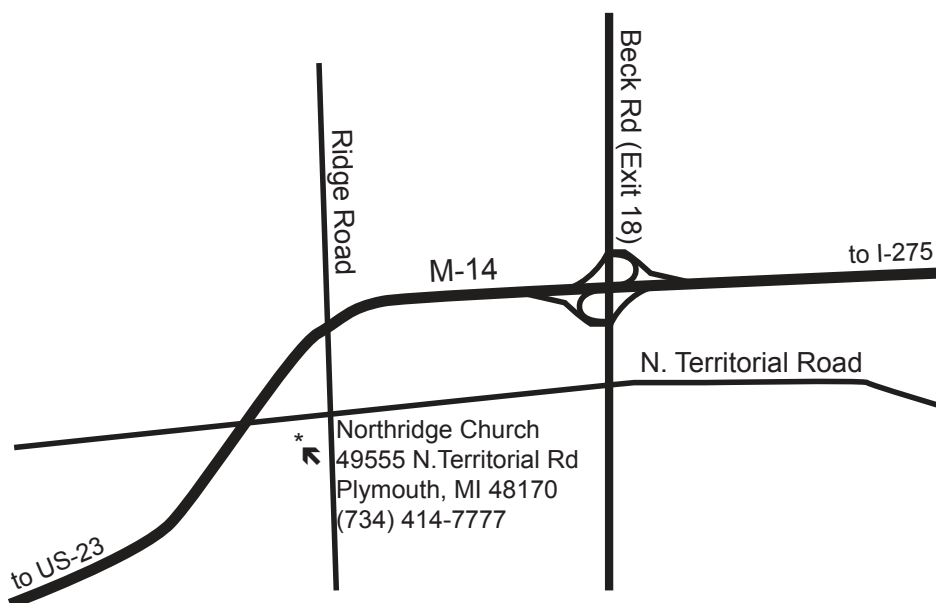 Beck Rd (Exit 18)
Ridge Road
to I-275
M-14
N. Territorial Road
*
Northridge Church
49555 N.Territorial Rd
Plymouth, MI 48170
(734) 414-7777
to US-23